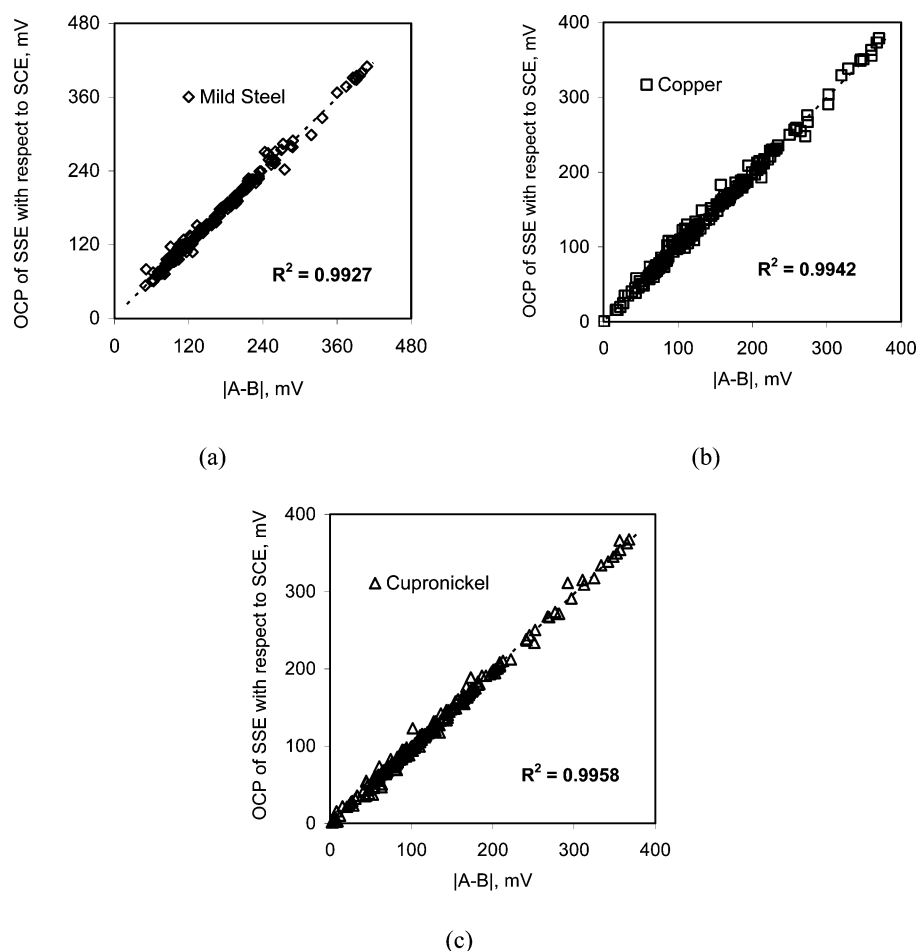 OCP of SSE with respect to SCE, mV
480
360
240
120
0
Mild Steel
R² = 0.9927
0 120 240 360 480
|A-B|, mV
(a)
OCP of SSE with respect to SCE, mV
400
300
200
100
0
Copper
R² = 0.9942
0 100 200 300 400
|A-B|, mV
(b)
OCP of SSE with respect to SCE, mV
400
300
200
100
0
Cupronickel
R² = 0.9958
0 100 200 300 400
|A-B|, mV
(c)